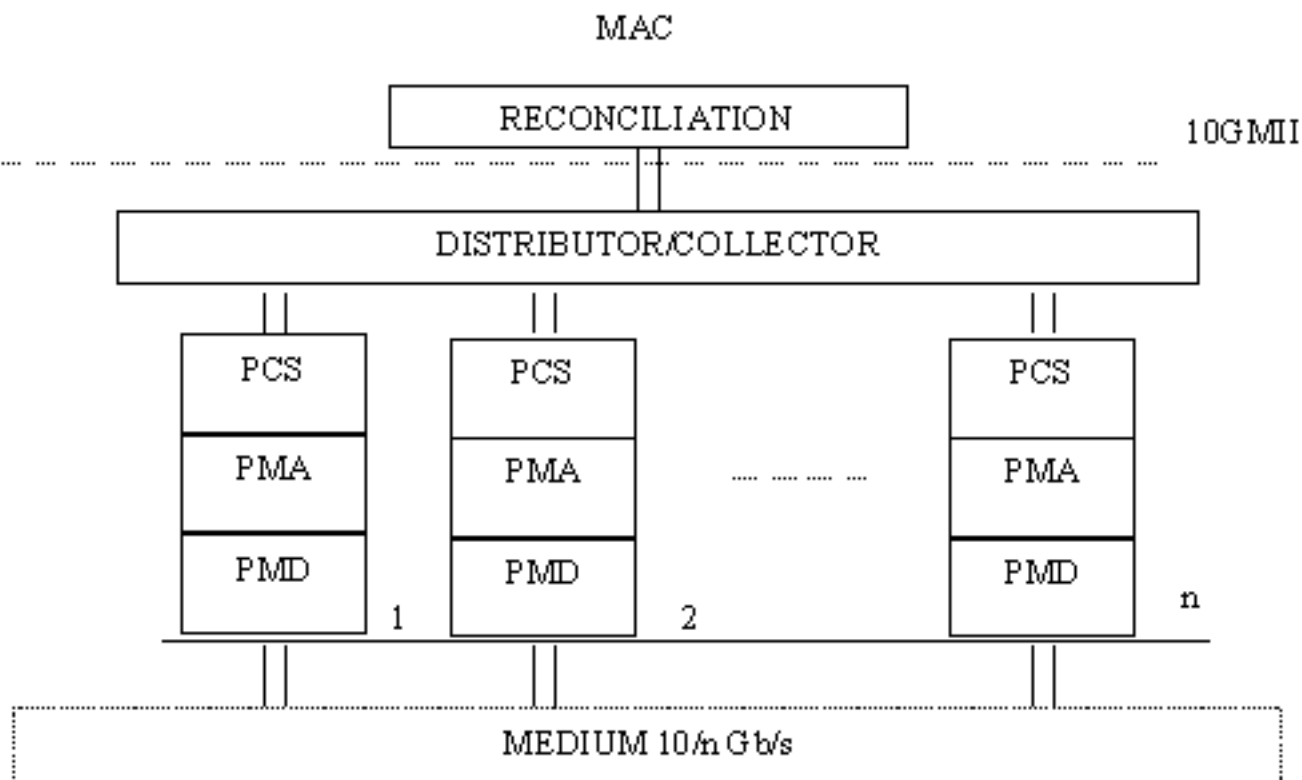 MAC
RECONCILIATION
10GMII
DISTRIBUTOR/COLLECTOR
PCS PCS PCS
PMA PMA ..... ..... ..... .... PMA
PMD PMD PMD
1 2 n
MEDIUM 10/n Gb/s